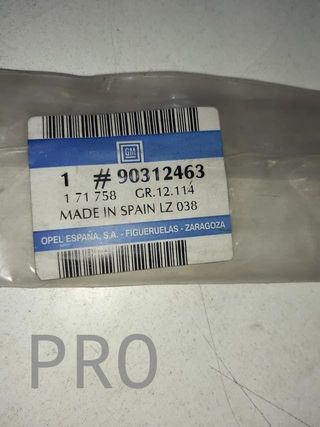 GM
1 # 90312463
1 71 758 GR.12.114
MADE IN SPAIN LZ 038
OPEL ESPAÑA, S.A. - FIGUERUELAS - ZARAGOZA
PRO